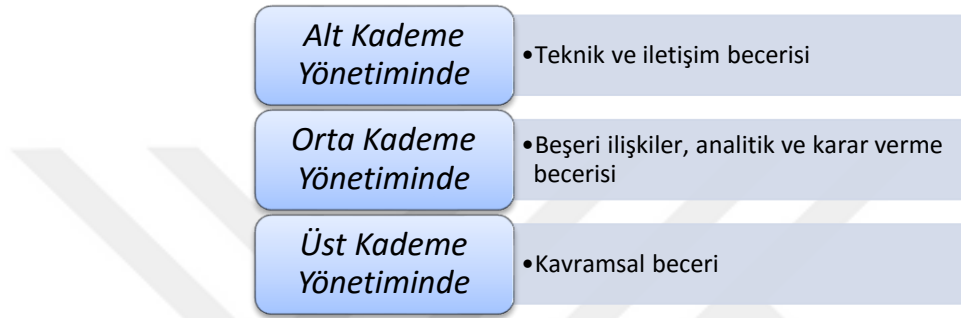 Alt Kademe
Yönetiminde
•Teknik ve iletişim becerisi
Orta Kademe
Yönetiminde
•Beşeri ilişkiler, analitik ve karar verme
becerisi
Üst Kademe
Yönetiminde
•Kavramsal beceri